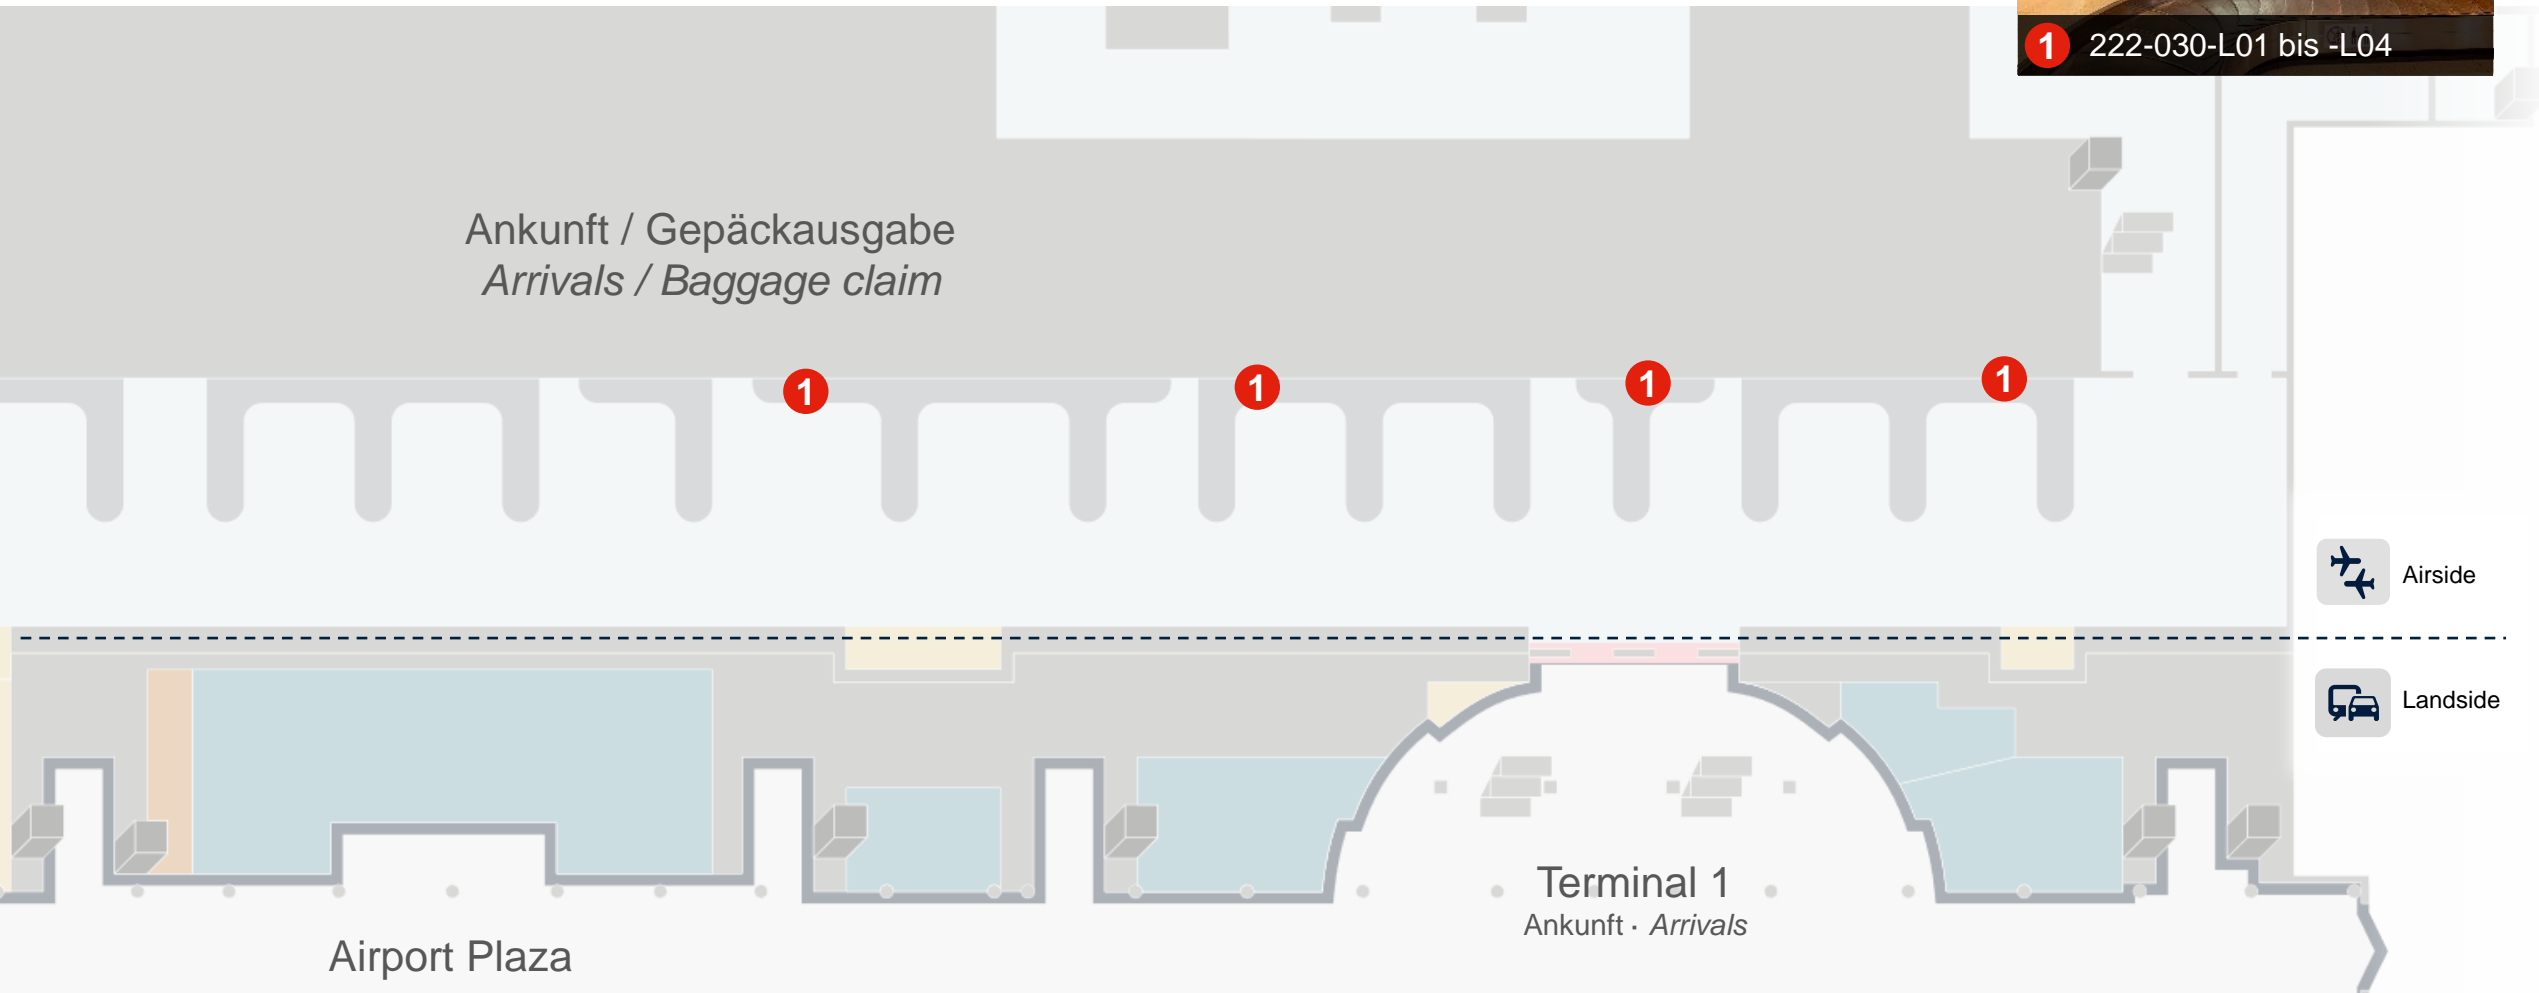 1 222-030-L01 bis -L04
Ankunft / Gepäckausgabe
Arrivals / Baggage claim
1 1 1 1
Airside
Landside
Terminal 1
Ankunft · Arrivals
Airport Plaza